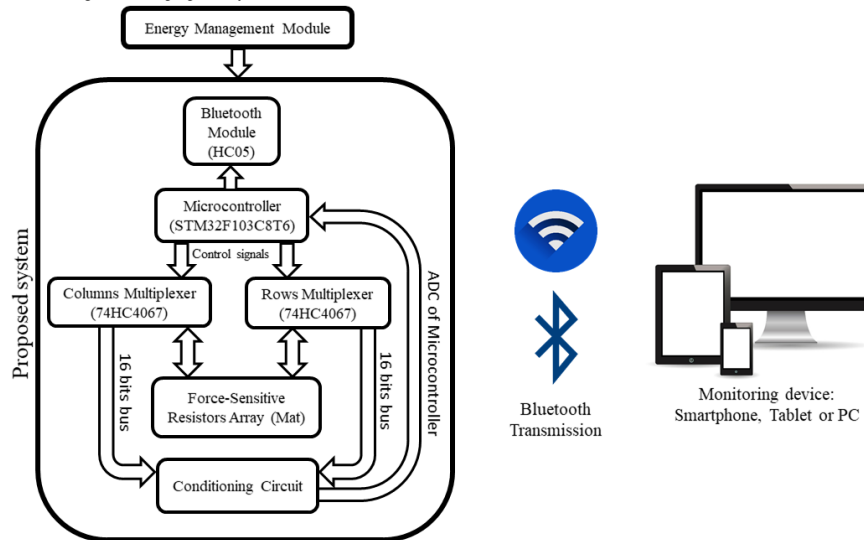 Energy Management Module
Bluetooth
Module
(HC05)
Microcontroller
(STM32F103C8T6)
Control signals
Columns Multiplexer
(74HC4067)
Rows Multiplexer
(74HC4067)
Force-Sensitive
Resistors Array (Mat)
Conditioning Circuit
16 bits bus
16 bits bus
ADC of Microcontroller
Proposed system
Bluetooth
Transmission
Monitoring device:
Smartphone, Tablet or PC